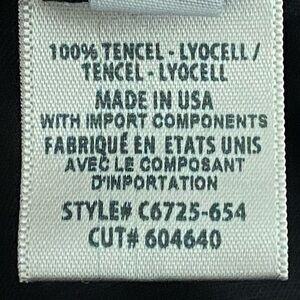 100% TENCEL - LYOCELL /
TENCEL - LYOCELL
MADE IN USA
WITH IMPORT COMPONENTS
FABRIQUÉ EN ETATS UNIS
AVEC LE COMPOSANT
D'INPORTATION
STYLE# C6725-654
CUT# 604640